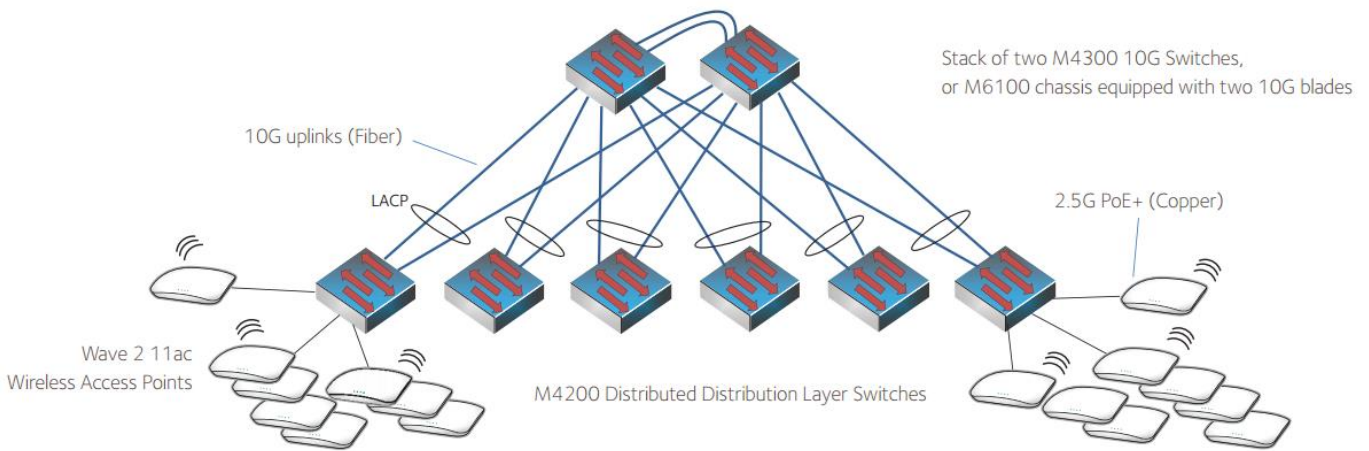 Stack of two M4300 10G Switches,
or M6100 chassis equipped with two 10G blades
10G uplinks (Fiber)
LACP
2.5G PoE+ (Copper)
Wave 2 11ac
Wireless Access Points
M4200 Distributed Distribution Layer Switches